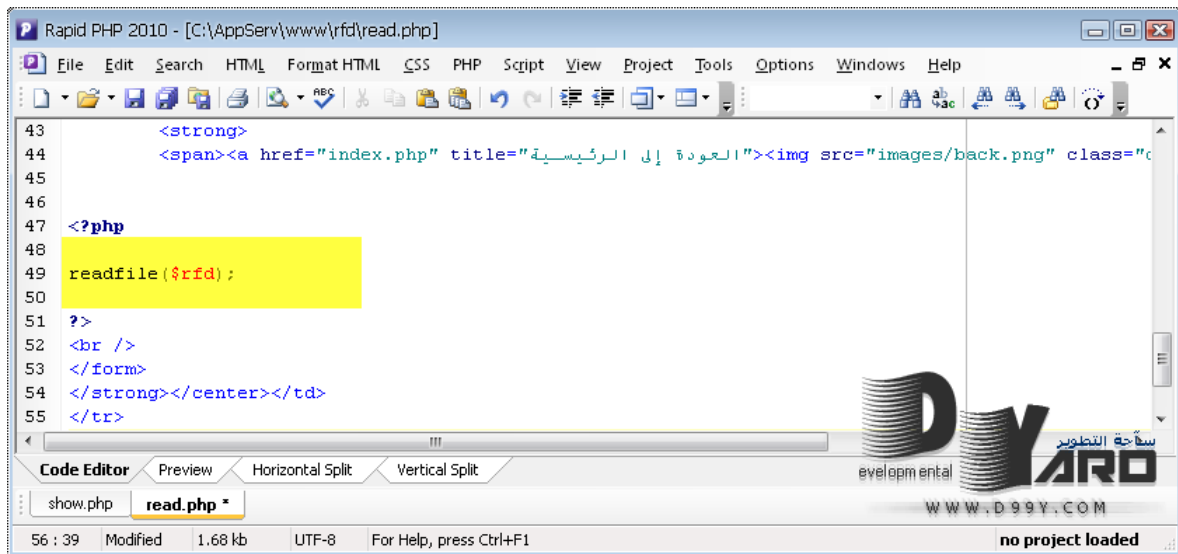 Rapid PHP 2010 - [C:\AppServ\www\rfd\read.php]
File Edit Search HTML Format HTML CSS PHP Script View Project Tools Options Windows Help
43 <strong>
44 <span><a href="index.php" title="العودة إلى الرئيسـية"><img src="images/back.png" class="
45
46
47 <?php
48
49 readfile($rfd);
50
51 ?>
52 <br />
53 </form>
54 </strong></center></td>
55 </tr>
Code Editor Preview Horizontal Split Vertical Split
show.php read.php *
56 : 39 Modified 1.68 kb UTF-8 For Help, press Ctrl+F1 no project loaded
ساحة التطوير
Developmental YARD
WWW.D99Y.COM